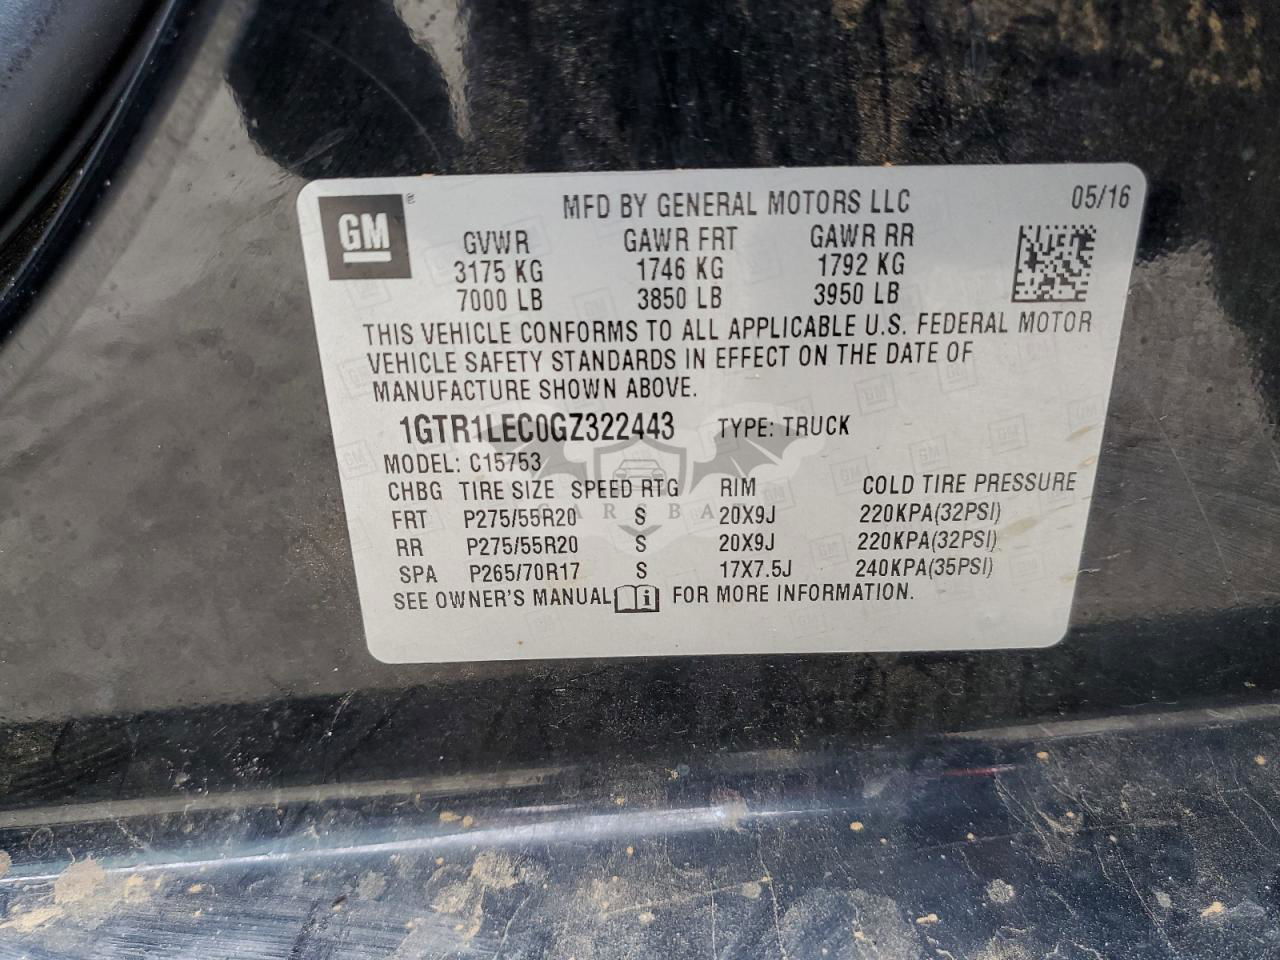 GM ®
MFD BY GENERAL MOTORS LLC 05/16
GVWR GAWR FRT GAWR RR
3175 KG 1746 KG 1792 KG
7000 LB 3850 LB 3950 LB
THIS VEHICLE CONFORMS TO ALL APPLICABLE U.S. FEDERAL MOTOR
VEHICLE SAFETY STANDARDS IN EFFECT ON THE DATE OF
MANUFACTURE SHOWN ABOVE.
1GTR1LEC0GZ322443 TYPE: TRUCK
MODEL: C15753
CHBG TIRE SIZE SPEED RTG RIM COLD TIRE PRESSURE
FRT P275/55R20 S 20X9J 220KPA(32PSI)
RR P275/55R20 S 20X9J 220KPA(32PSI)
SPA P265/70R17 S 17X7.5J 240KPA(35PSI)
SEE OWNER'S MANUAL FOR MORE INFORMATION.